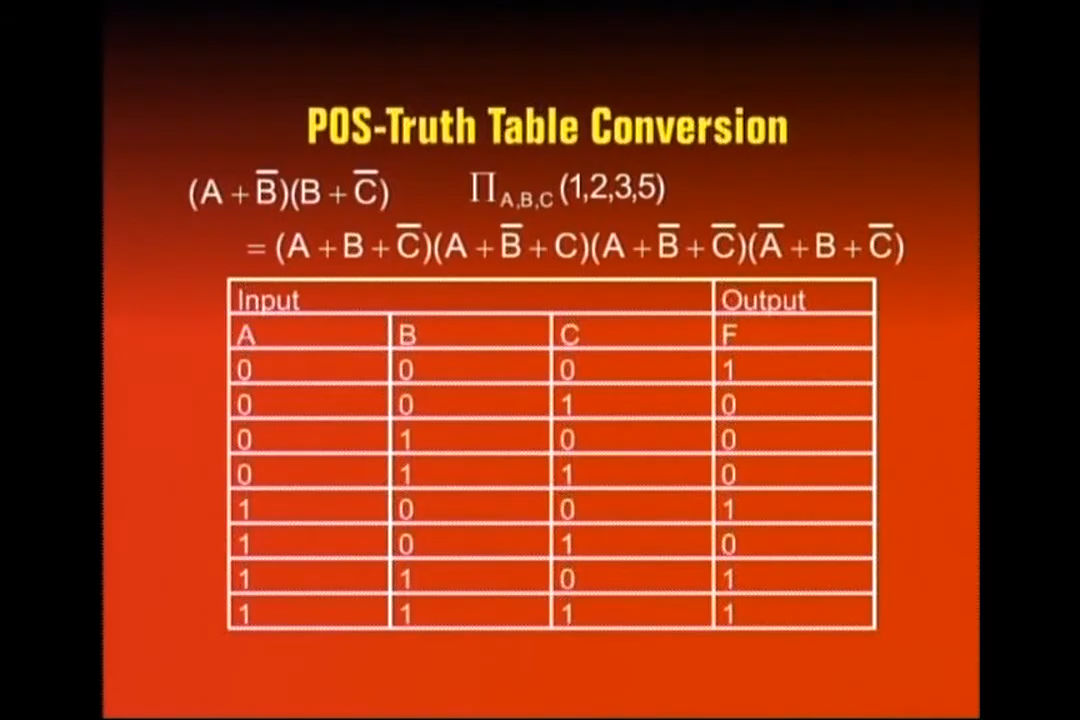 POS-Truth Table Conversion
(A + B̅)(B + C̅) ∏A,B,C (1,2,3,5)
= (A + B + C̅)(A + B̅ + C)(A + B̅ + C̅)(A̅ + B + C̅)
Input Output
A B C F
0 0 0 1
0 0 1 0
0 1 0 0
0 1 1 0
1 0 0 1
1 0 1 0
1 1 0 1
1 1 1 1